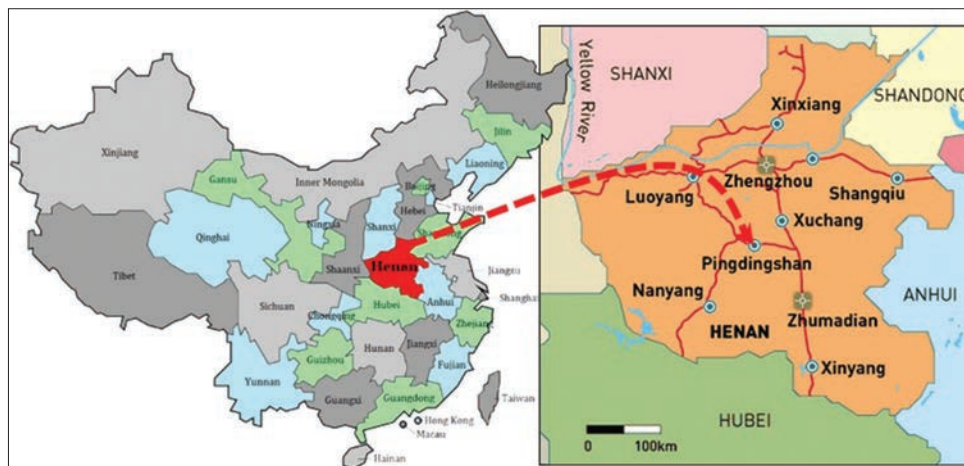 Heilongjiang
Jilin
Xinjiang
Liaoning
Gansu
Inner Mongolia
Beijing
Tianjin
Hebei
Ningxia
Shanxi
Shandong
Qinghai
Shaanxi
Henan
Jiangsu
Tibet
Shanghai
Sichuan
Hubei
Anhui
Chongqing
Zhejiang
Guizhou
Hunan
Jiangxi
Fujian
Yunnan
Guangxi
Guangdong
Taiwan
Hong Kong
Macau
Hainan
Yellow River
SHANXI
SHANDONG
Xinxiang
Zhengzhou
Luoyang
Shangqiu
Xuchang
Pingdingshan
Nanyang
ANHUI
HENAN
Zhumadian
Xinyang
HUBEI
0
100km